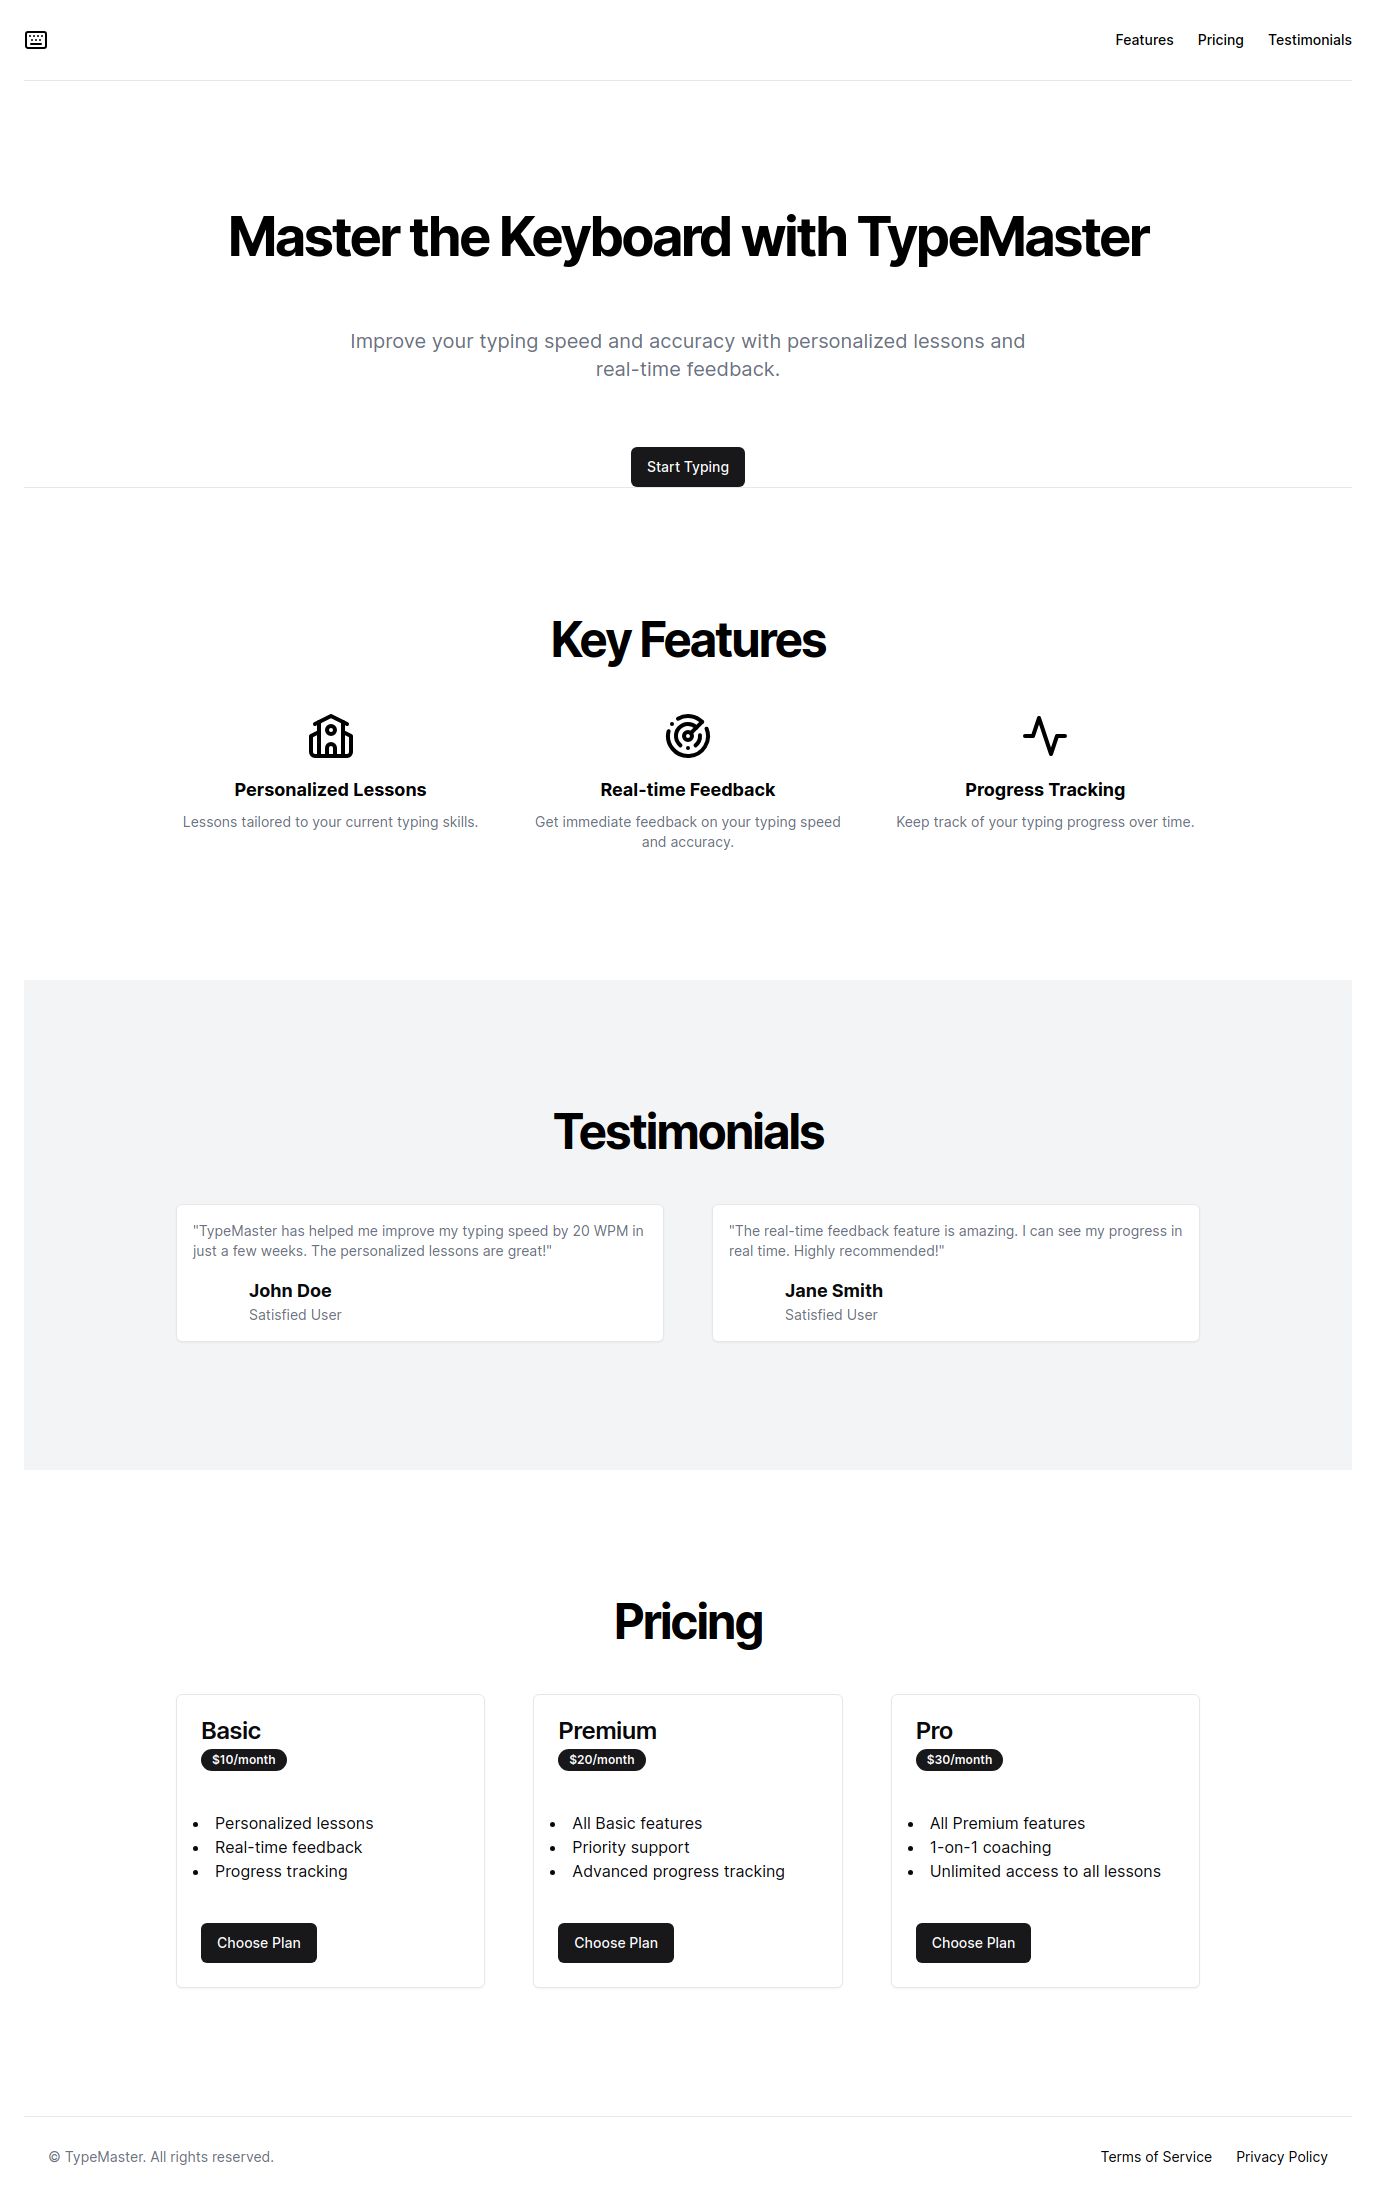 Features Pricing Testimonials
Master the Keyboard with TypeMaster
Improve your typing speed and accuracy with personalized lessons and
real-time feedback.
Start Typing
Key Features
Personalized Lessons
Lessons tailored to your current typing skills.
Real-time Feedback
Get immediate feedback on your typing speed
and accuracy.
Progress Tracking
Keep track of your typing progress over time.
Testimonials
"TypeMaster has helped me improve my typing speed by 20 WPM in
just a few weeks. The personalized lessons are great!"
John Doe
Satisfied User
"The real-time feedback feature is amazing. I can see my progress in
real time. Highly recommended!"
Jane Smith
Satisfied User
Pricing
Basic
$10/month
• Personalized lessons
• Real-time feedback
• Progress tracking
Choose Plan
Premium
$20/month
• All Basic features
• Priority support
• Advanced progress tracking
Choose Plan
Pro
$30/month
• All Premium features
• 1-on-1 coaching
• Unlimited access to all lessons
Choose Plan
© TypeMaster. All rights reserved.
Terms of Service Privacy Policy